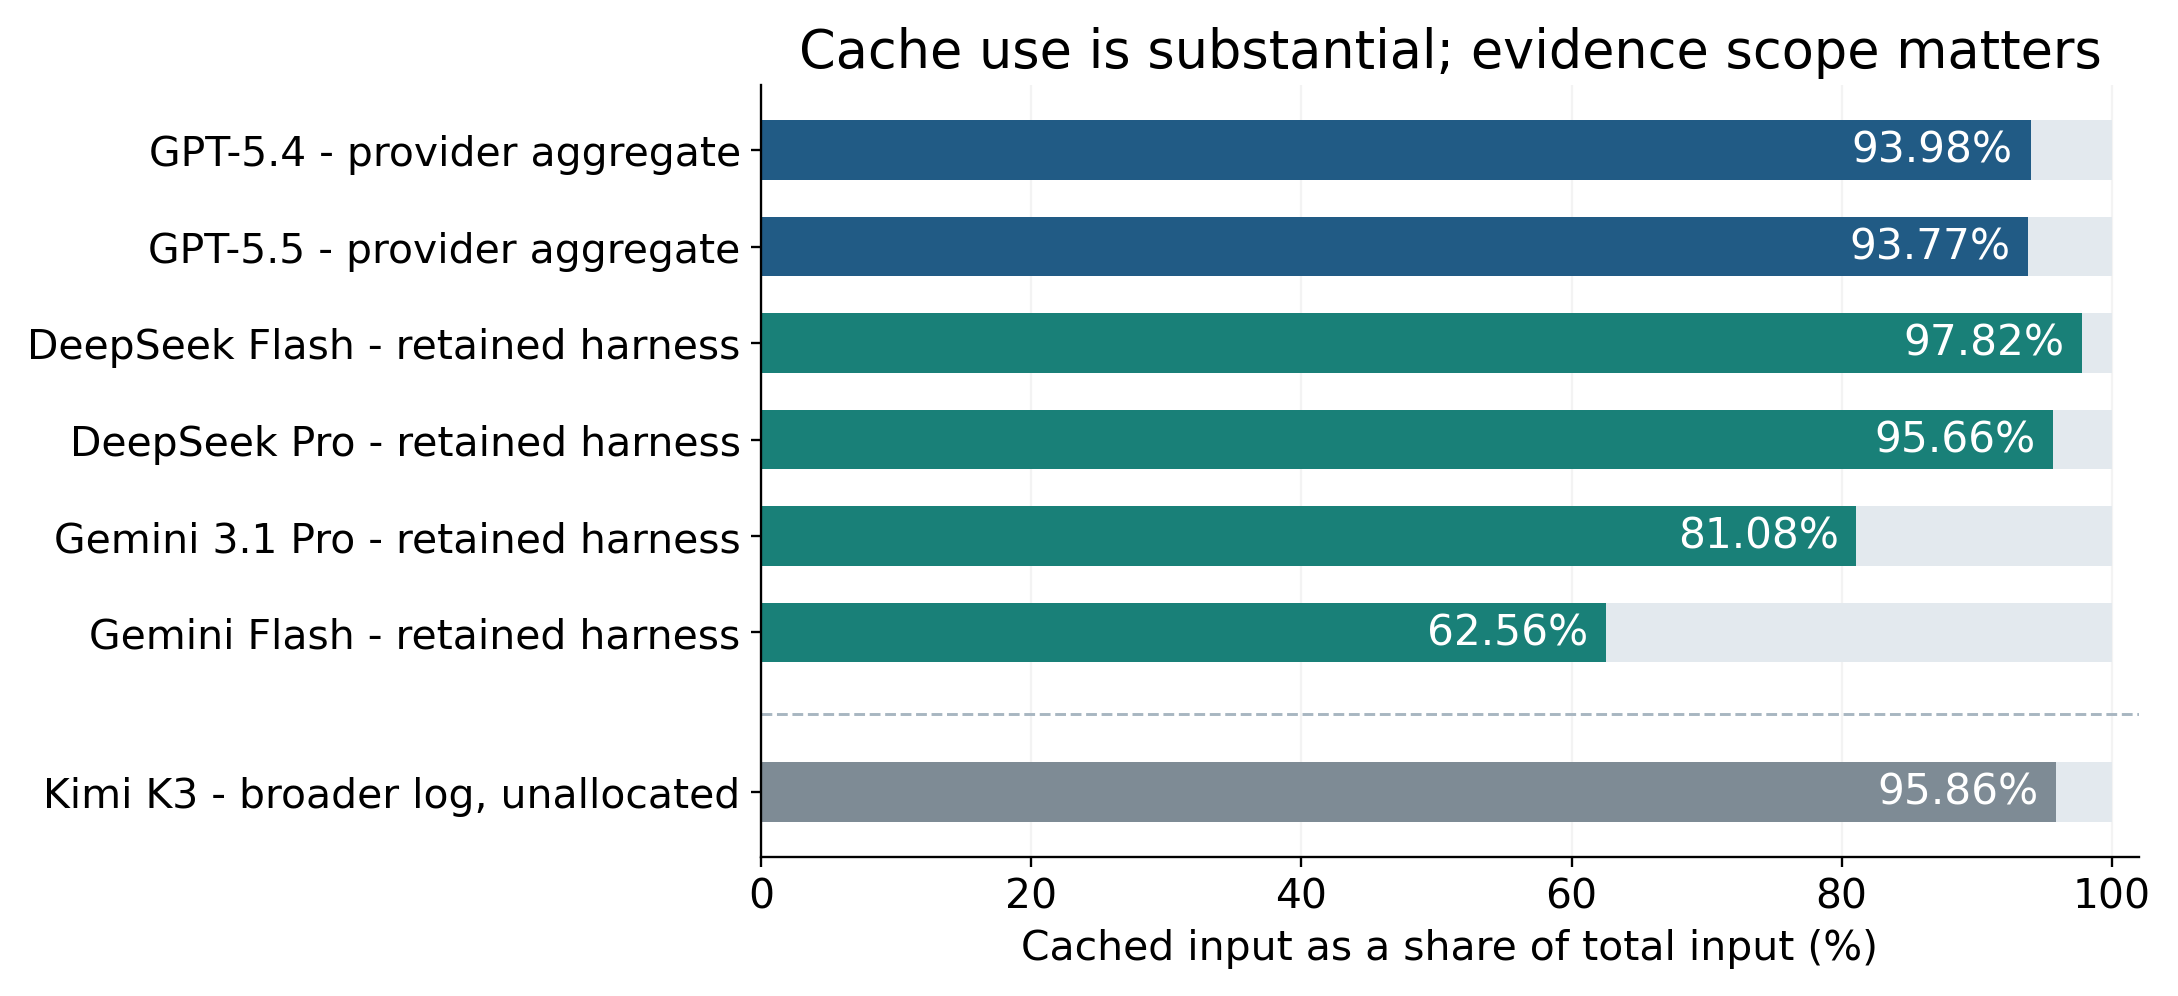 Cache use is substantial; evidence scope matters
GPT-5.4 - provider aggregate 93.98%
GPT-5.5 - provider aggregate 93.77%
DeepSeek Flash - retained harness 97.82%
DeepSeek Pro - retained harness 95.66%
Gemini 3.1 Pro - retained harness 81.08%
Gemini Flash - retained harness 62.56%
Kimi K3 - broader log, unallocated 95.86%
0 20 40 60 80 100
Cached input as a share of total input (%)